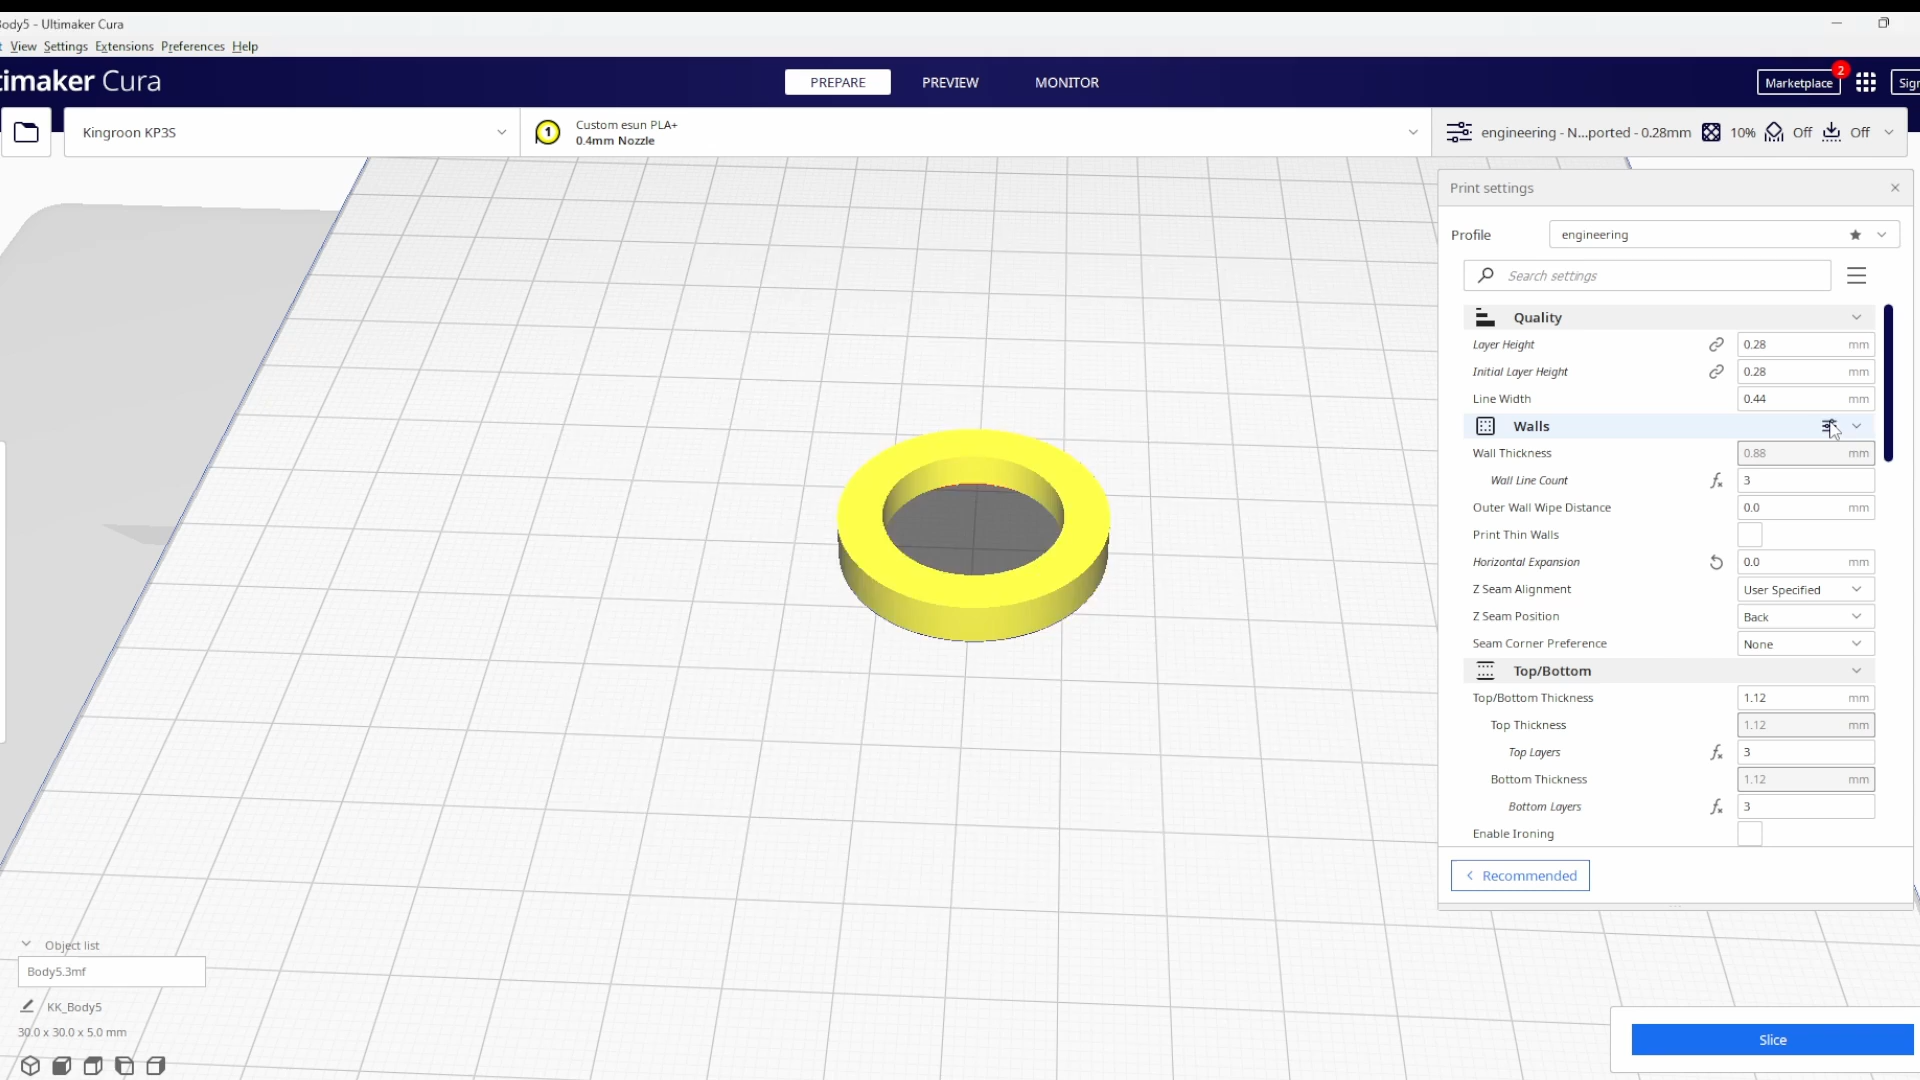 ody5 - Ultimaker Cura
t View Settings Extensions Preferences Help
timaker Cura
PREPARE
PREVIEW
MONITOR
Marketplace
2
Sign
Kingroon KP3S
1
Custom esun PLA+
0.4mm Nozzle
engineering - N...ported - 0.28mm
10%
Off
Off
Print settings
Profile
engineering
Search settings
Quality
Layer Height 0.28 mm
Initial Layer Height 0.28 mm
Line Width 0.44 mm
Walls
Wall Thickness 0.88 mm
Wall Line Count fx 3
Outer Wall Wipe Distance 0.0 mm
Print Thin Walls
Horizontal Expansion 0.0 mm
Z Seam Alignment User Specified
Z Seam Position Back
Seam Corner Preference None
Top/Bottom
Top/Bottom Thickness 1.12 mm
Top Thickness 1.12 mm
Top Layers fx 3
Bottom Thickness 1.12 mm
Bottom Layers fx 3
Enable Ironing
Recommended
Object list
Body5.3mf
KK_Body5
30.0 x 30.0 x 5.0 mm
Slice